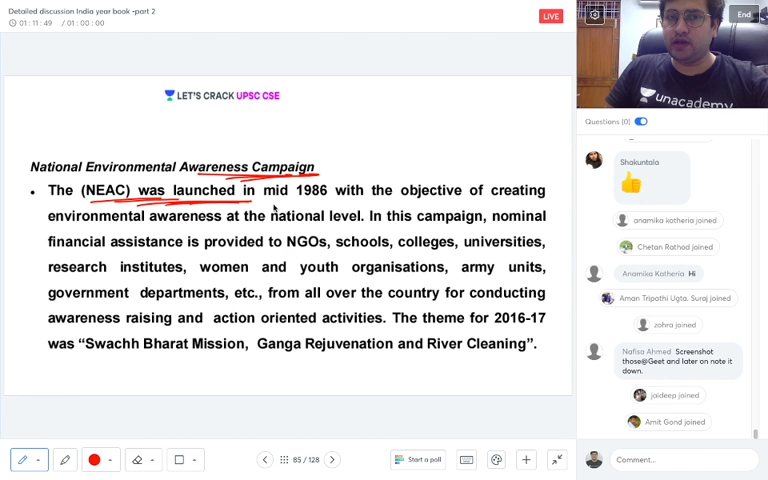 Detailed discussion India year book -part 2
01:11:49 / 01:00:00
LIVE
End
LET'S CRACK UPSC CSE
unacademy
Questions (0)
National Environmental Awareness Campaign
• The (NEAC) was launched in mid 1986 with the objective of creating
environmental awareness at the national level. In this campaign, nominal
financial assistance is provided to NGOs, schools, colleges, universities,
research institutes, women and youth organisations, army units,
government departments, etc., from all over the country for conducting
awareness raising and action oriented activities. The theme for 2016-17
was “Swachh Bharat Mission, Ganga Rejuvenation and River Cleaning”.
Shakuntala
anamika katheria joined
Chetan Rathod joined
Anamika Katheria Hi
Aman Tripathi Ugta. Suraj joined
zohra joined
Nafisa Ahmed Screenshot
those@Geet and later on note it
down.
jaideep joined
Amit Gond joined
85 / 128
Start a poll
Comment...